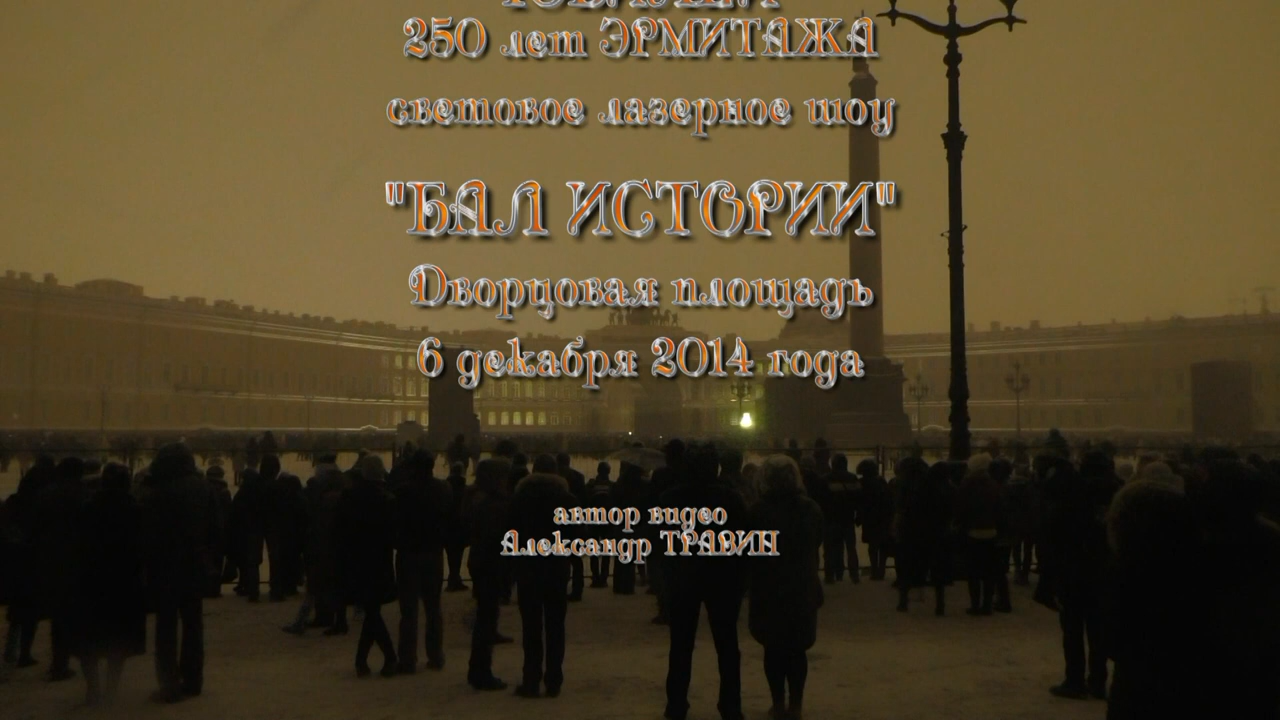 250 лет ЭРМИТАЖА
световое лазерное шоу
"БАЛ ИСТОРИИ"
Дворцовая площадь
6 декабря 2014 года
автор видео
Александр ТРАВИН